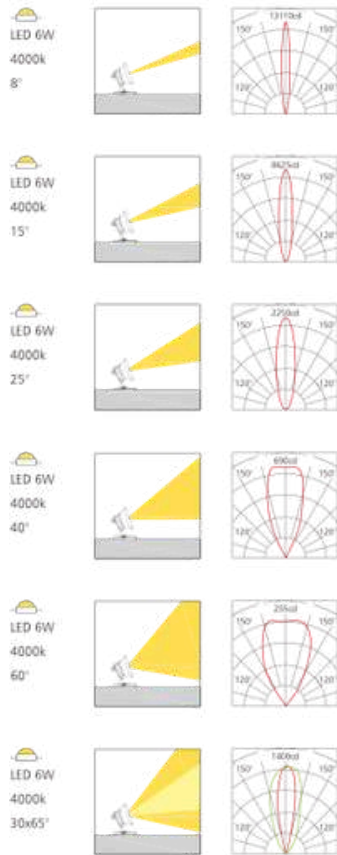 LED 6W
4000k
8°
13110cd
150° 150°
120° 120°
LED 6W
4000k
15°
8625cd
150° 150°
120° 120°
LED 6W
4000k
25°
2250cd
150° 150°
120° 120°
LED 6W
4000k
40°
690cd
150° 150°
120° 120°
LED 6W
4000k
60°
255cd
150° 150°
120° 120°
LED 6W
4000k
30x65°
1400cd
150° 150°
120° 120°